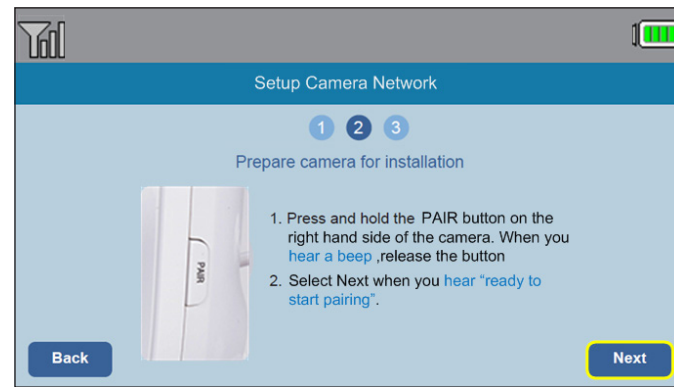 Setup Camera Network
1 2 3
Prepare camera for installation
1. Press and hold the PAIR button on the
right hand side of the camera. When you
hear a beep ,release the button
PAIR
2. Select Next when you hear “ready to
start pairing”.
Back
Next